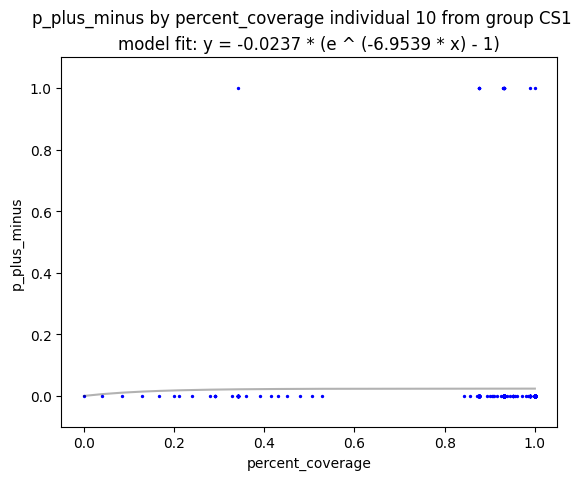 p_plus_minus by percent_coverage individual 10 from group CS1
model fit: y = -0.0237 * (e ^ (-6.9539 * x) - 1)
1.0
0.8
0.6
0.4
0.2
0.0
p_plus_minus
0.0 0.2 0.4 0.6 0.8 1.0
percent_coverage